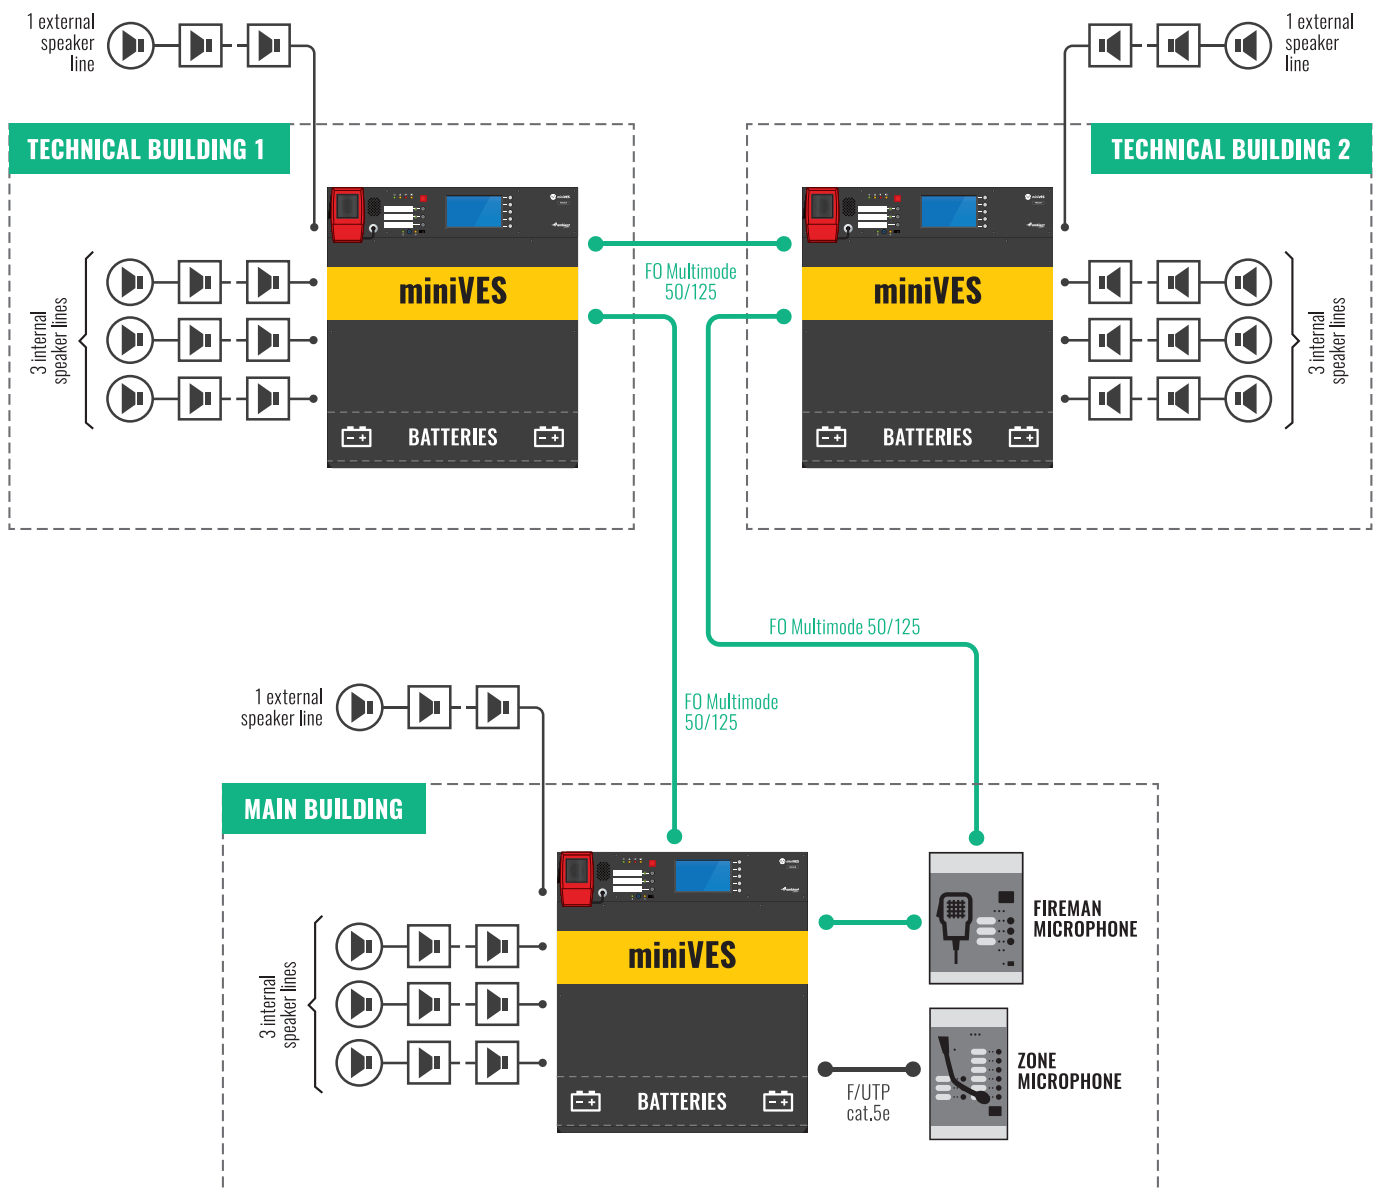 1 external
speaker
line
1 external
speaker
line
TECHNICAL BUILDING 1
TECHNICAL BUILDING 2
3 internal
speaker lines
miniVES
BATTERIES
FO Multimode
50/125
miniVES
BATTERIES
3 internal
speaker lines
FO Multimode 50/125
FO Multimode
50/125
1 external
speaker line
MAIN BUILDING
3 internal
speaker lines
miniVES
BATTERIES
FIREMAN
MICROPHONE
F/UTP
cat.5e
ZONE
MICROPHONE